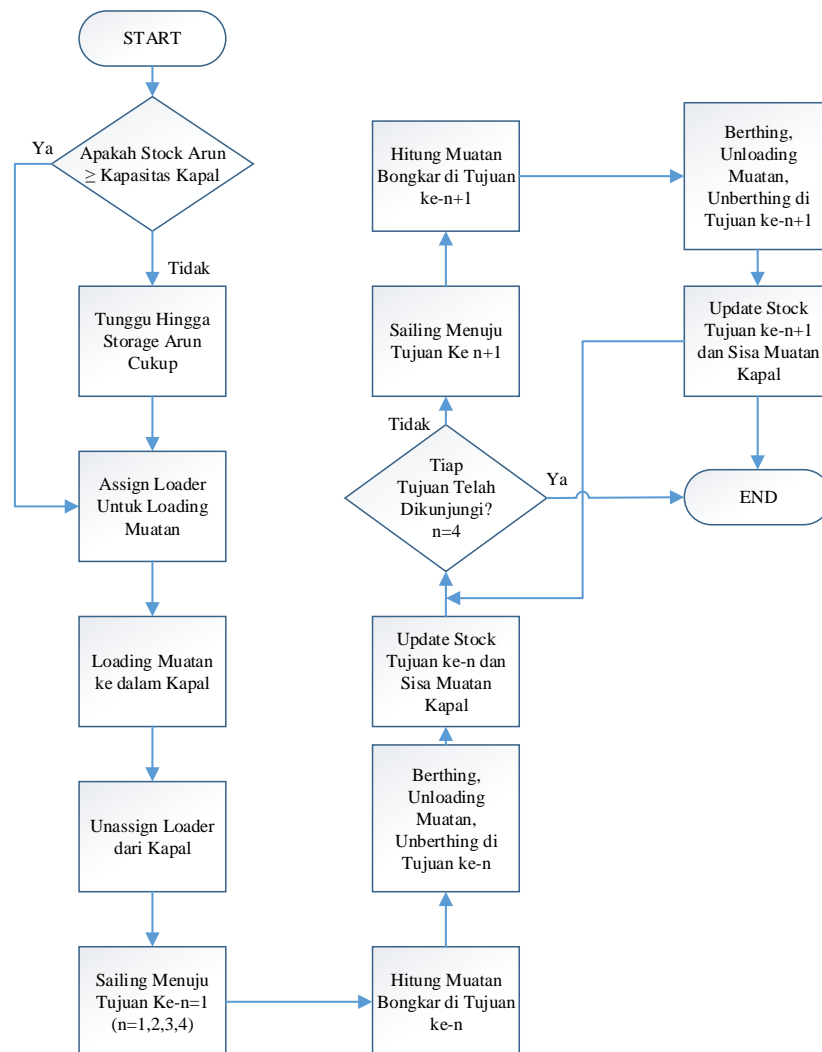 START
Ya
Apakah Stock Arun
≥ Kapasitas Kapal
Tidak
Tunggu Hingga
Storage Arun
Cukup
Assign Loader
Untuk Loading
Muatan
Loading Muatan
ke dalam Kapal
Unassign Loader
dari Kapal
Sailing Menuju
Tujuan Ke-n=1
(n=1,2,3,4)
Hitung Muatan
Bongkar di Tujuan
ke-n
Berthing,
Unloading
Muatan,
Unberthing di
Tujuan ke-n
Update Stock
Tujuan ke-n dan
Sisa Muatan
Kapal
Tiap
Tujuan Telah
Dikunjungi?
n=4
Tidak
Ya
Sailing Menuju
Tujuan Ke n+1
Hitung Muatan
Bongkar di Tujuan
ke-n+1
Berthing,
Unloading
Muatan,
Unberthing di
Tujuan ke-n+1
Update Stock
Tujuan ke-n+1
dan Sisa Muatan
Kapal
END